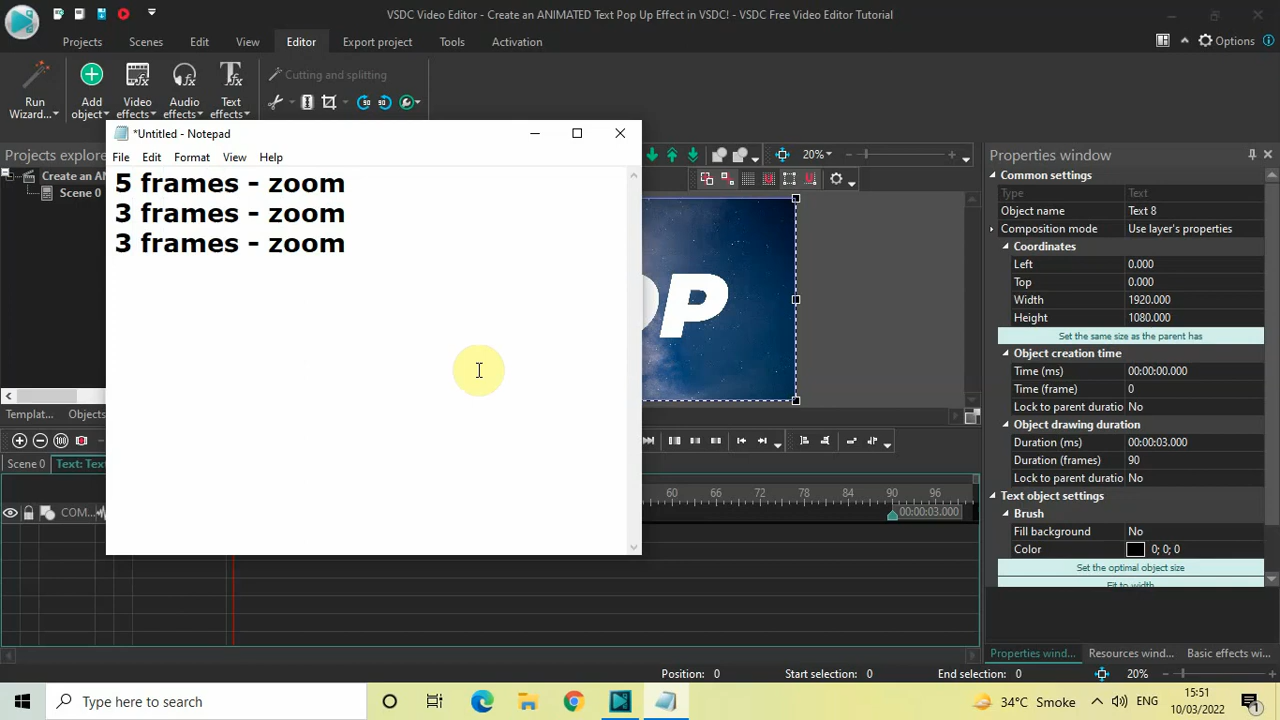 VSDC Video Editor - Create an ANIMATED Text Pop Up Effect in VSDC! - VSDC Free Video Editor Tutorial
Projects Scenes Edit View Editor Export project Tools Activation
Options
Run Wizard...
Add object
Video effects
Audio effects
Text effects
Cutting and splitting
*Untitled - Notepad
File Edit Format View Help
5 frames - zoom
3 frames - zoom
3 frames - zoom
Projects explore
Create an AN
Scene 0
Templat... Objects
20%
OP
Properties window
Common settings
Type Text
Object name Text 8
Composition mode Use layer's properties
Coordinates
Left 0.000
Top 0.000
Width 1920.000
Height 1080.000
Set the same size as the parent has
Object creation time
Time (ms) 00:00:00.000
Time (frame) 0
Lock to parent duratio No
Object drawing duration
Duration (ms) 00:00:03.000
Duration (frames) 90
Lock to parent duratio No
Text object settings
Brush
Fill background No
Color 0; 0; 0
Set the optimal object size
Fit to width
Properties wind... Resources wind... Basic effects wi...
Scene 0 Text: Tex
COM...
60 66 72 78 84 90 96
00:00:03.000
Position: 0 Start selection: 0 End selection: 0 20%
Type here to search
34°C Smoke ENG 15:51
10/03/2022